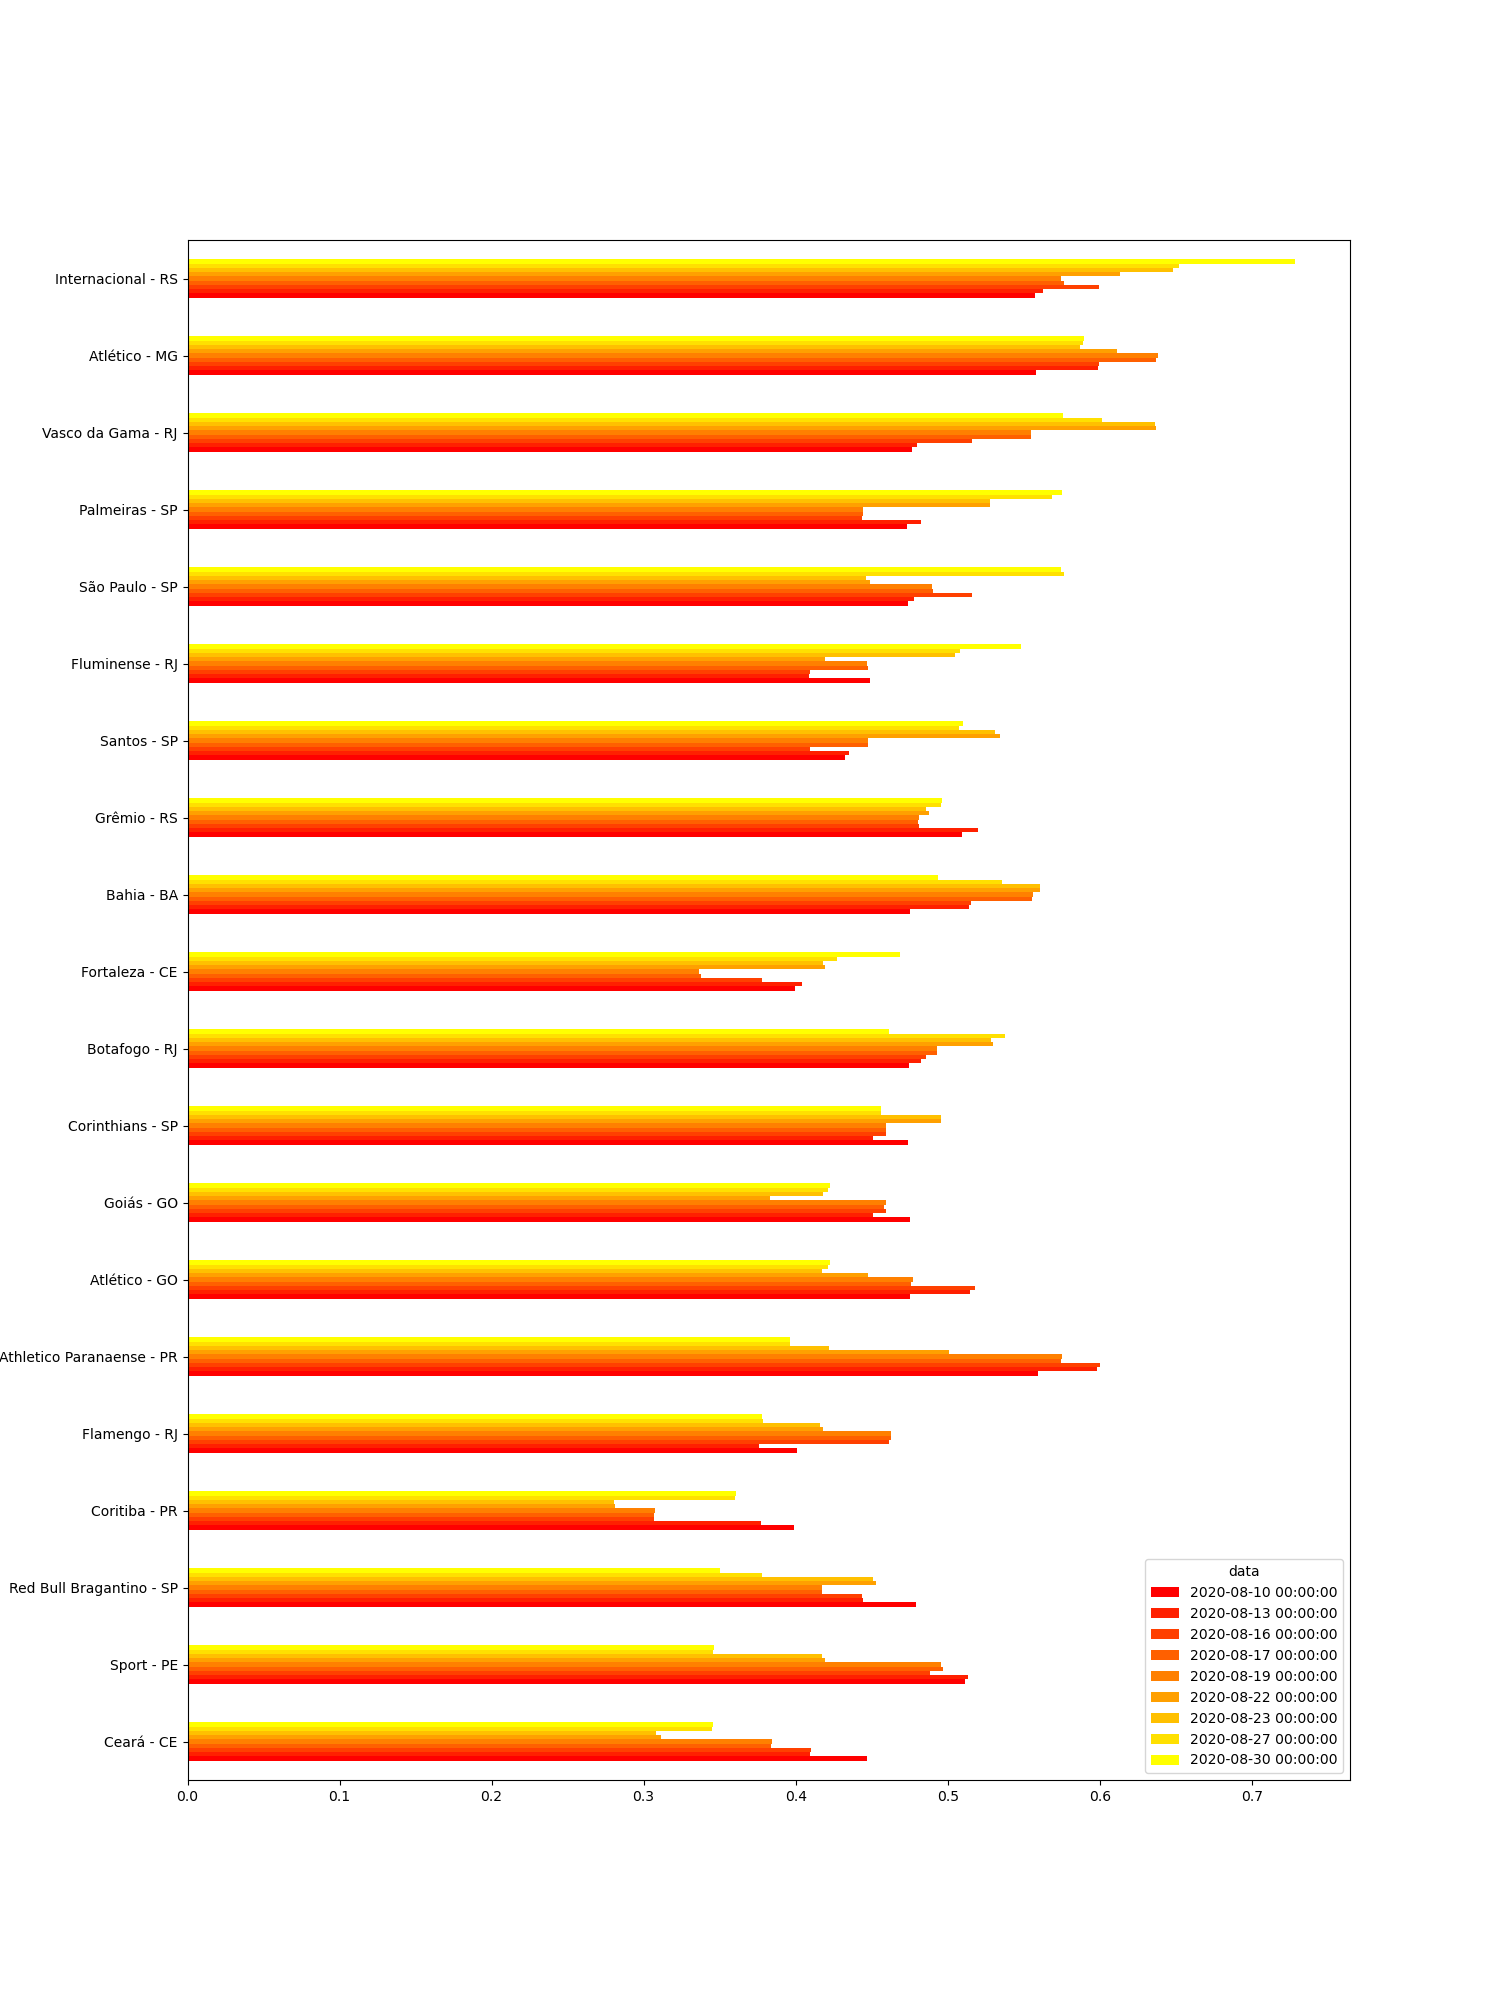 Internacional - RS
Atlético - MG
Vasco da Gama - RJ
Palmeiras - SP
São Paulo - SP
Fluminense - RJ
Santos - SP
Grêmio - RS
Bahia - BA
Fortaleza - CE
Botafogo - RJ
Corinthians - SP
Goiás - GO
Atlético - GO
Athletico Paranaense - PR
Flamengo - RJ
Coritiba - PR
Red Bull Bragantino - SP
Sport - PE
Ceará - CE
data
2020-08-10 00:00:00
2020-08-13 00:00:00
2020-08-16 00:00:00
2020-08-17 00:00:00
2020-08-19 00:00:00
2020-08-22 00:00:00
2020-08-23 00:00:00
2020-08-27 00:00:00
2020-08-30 00:00:00
0.0 0.1 0.2 0.3 0.4 0.5 0.6 0.7